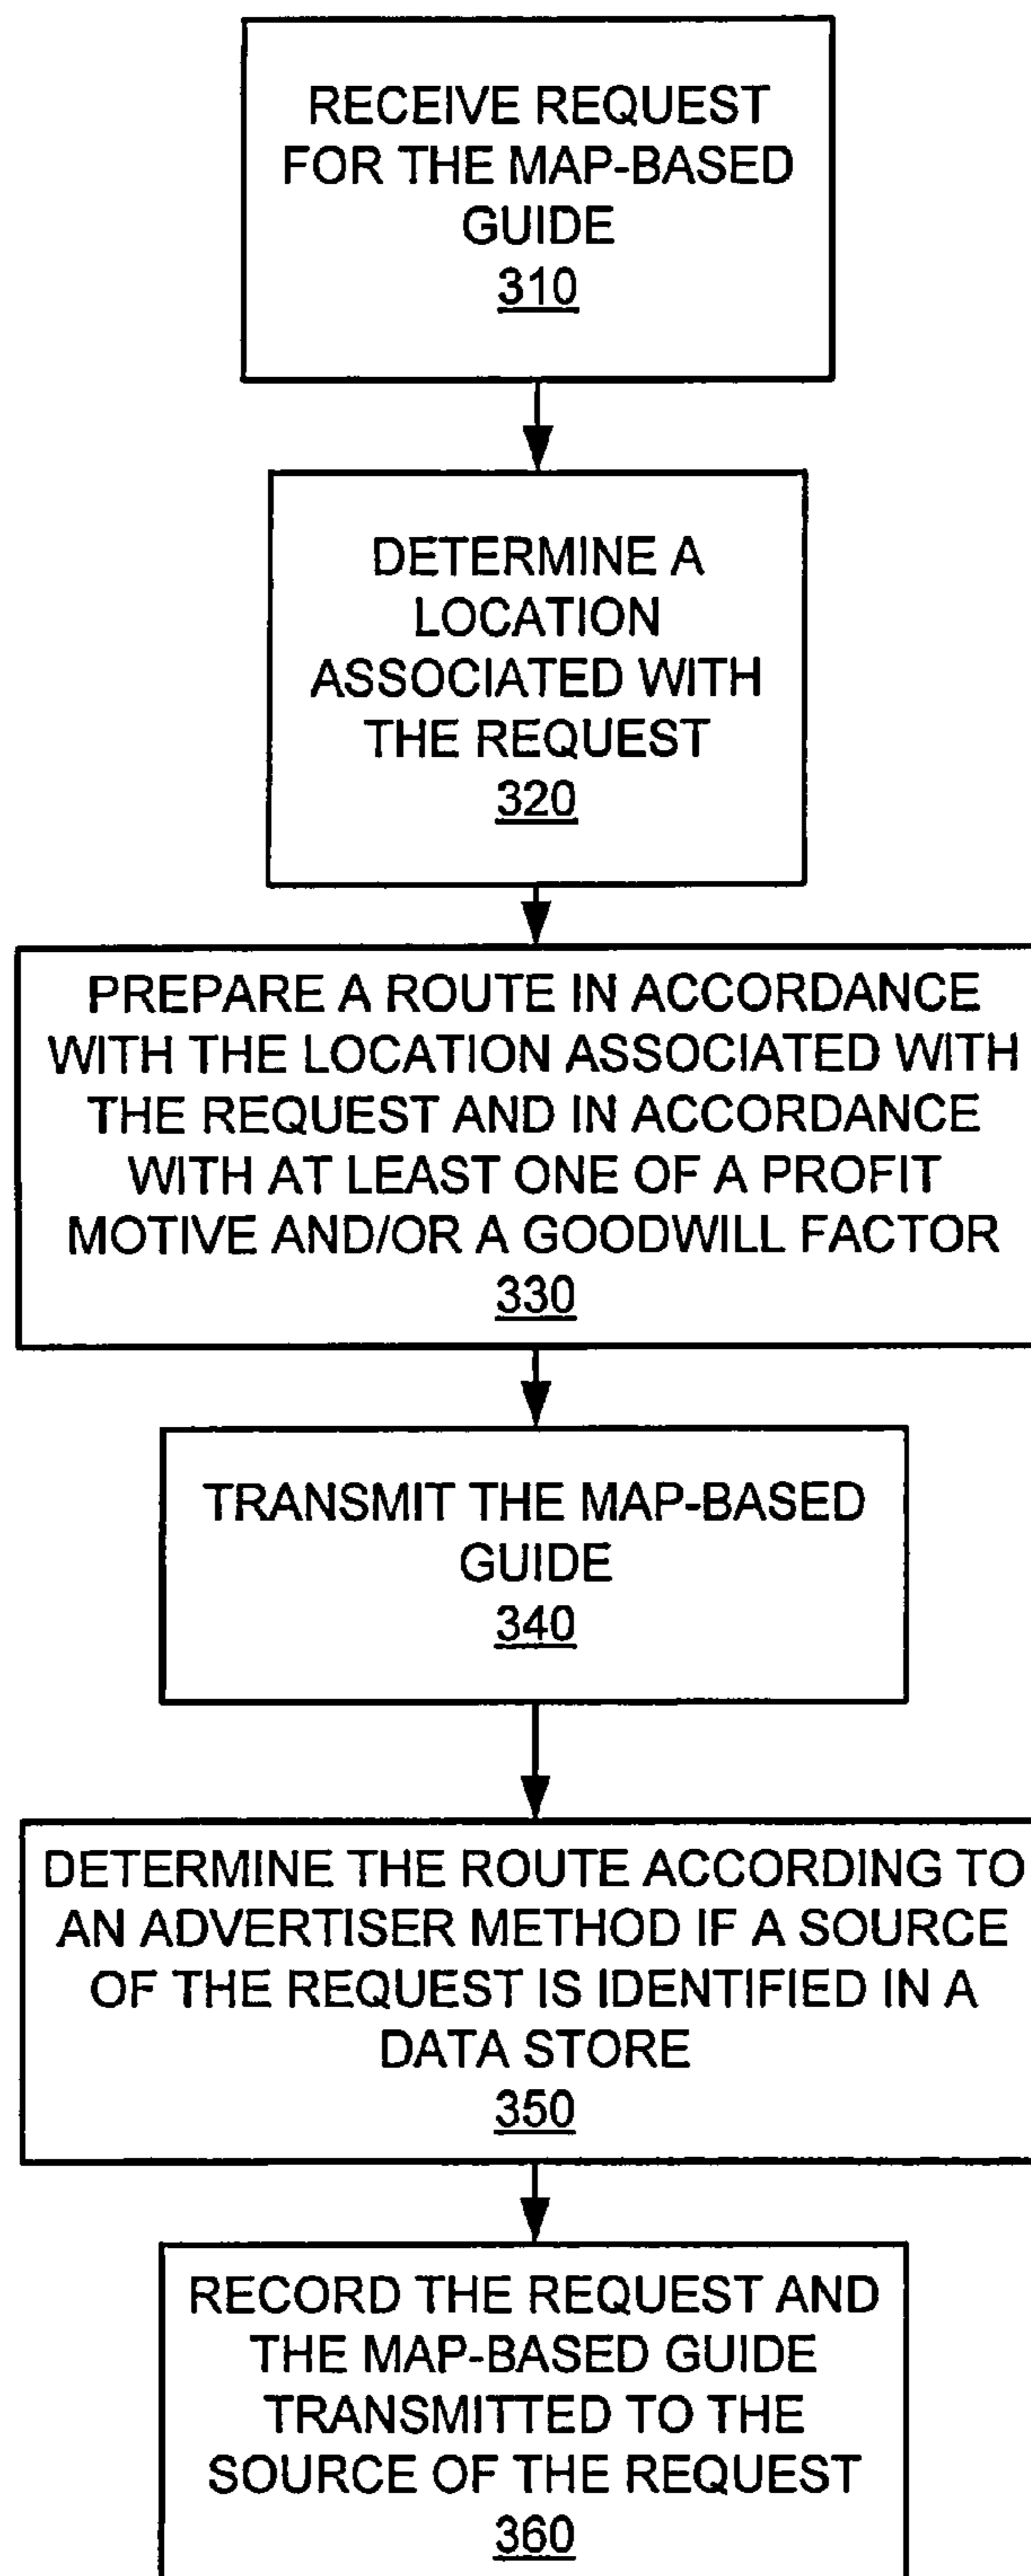 RECEIVE REQUEST
FOR THE MAP-BASED
GUIDE
310
DETERMINE A
LOCATION
ASSOCIATED WITH
THE REQUEST
320
PREPARE A ROUTE IN ACCORDANCE
WITH THE LOCATION ASSOCIATED WITH
THE REQUEST AND IN ACCORDANCE
WITH AT LEAST ONE OF A PROFIT
MOTIVE AND/OR A GOODWILL FACTOR
330
TRANSMIT THE MAP-BASED
GUIDE
340
DETERMINE THE ROUTE ACCORDING TO
AN ADVERTISER METHOD IF A SOURCE
OF THE REQUEST IS IDENTIFIED IN A
DATA STORE
350
RECORD THE REQUEST AND
THE MAP-BASED GUIDE
TRANSMITTED TO THE
SOURCE OF THE REQUEST
360